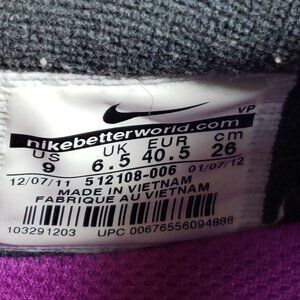 VP
nikebetterworld.com
US UK EUR cm
9 6.5 40.5 26
12/07/11 512108-006 01/07/12
MADE IN VIETNAM
FABRIQUE AU VIETNAM
103291203 UPC 00676556094888